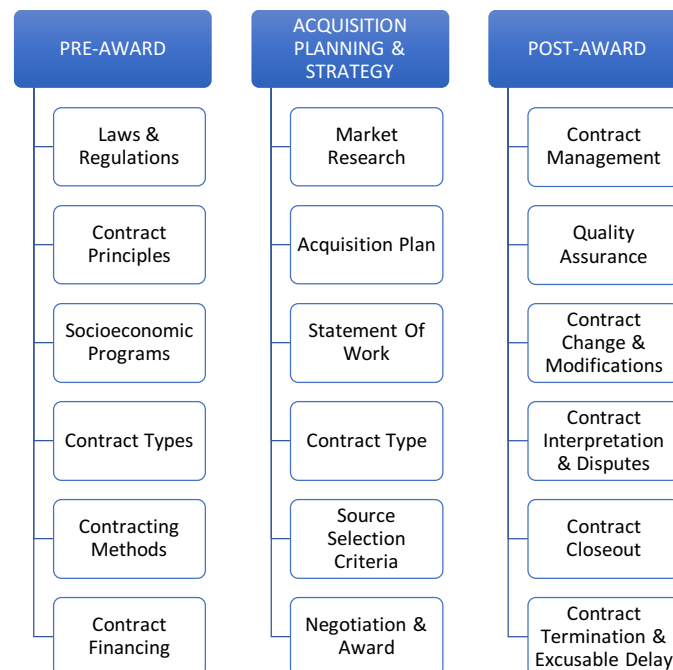 PRE-AWARD
Laws &
Regulations
Contract
Principles
Socioeconomic
Programs
Contract Types
Contracting
Methods
Contract
Financing
ACQUISITION
PLANNING &
STRATEGY
Market
Research
Acquisition Plan
Statement Of
Work
Contract Type
Source
Selection
Criteria
Negotiation &
Award
POST-AWARD
Contract
Management
Quality
Assurance
Contract
Change &
Modifications
Contract
Interpretation
& Disputes
Contract
Closeout
Contract
Termination &
Excusable Delay